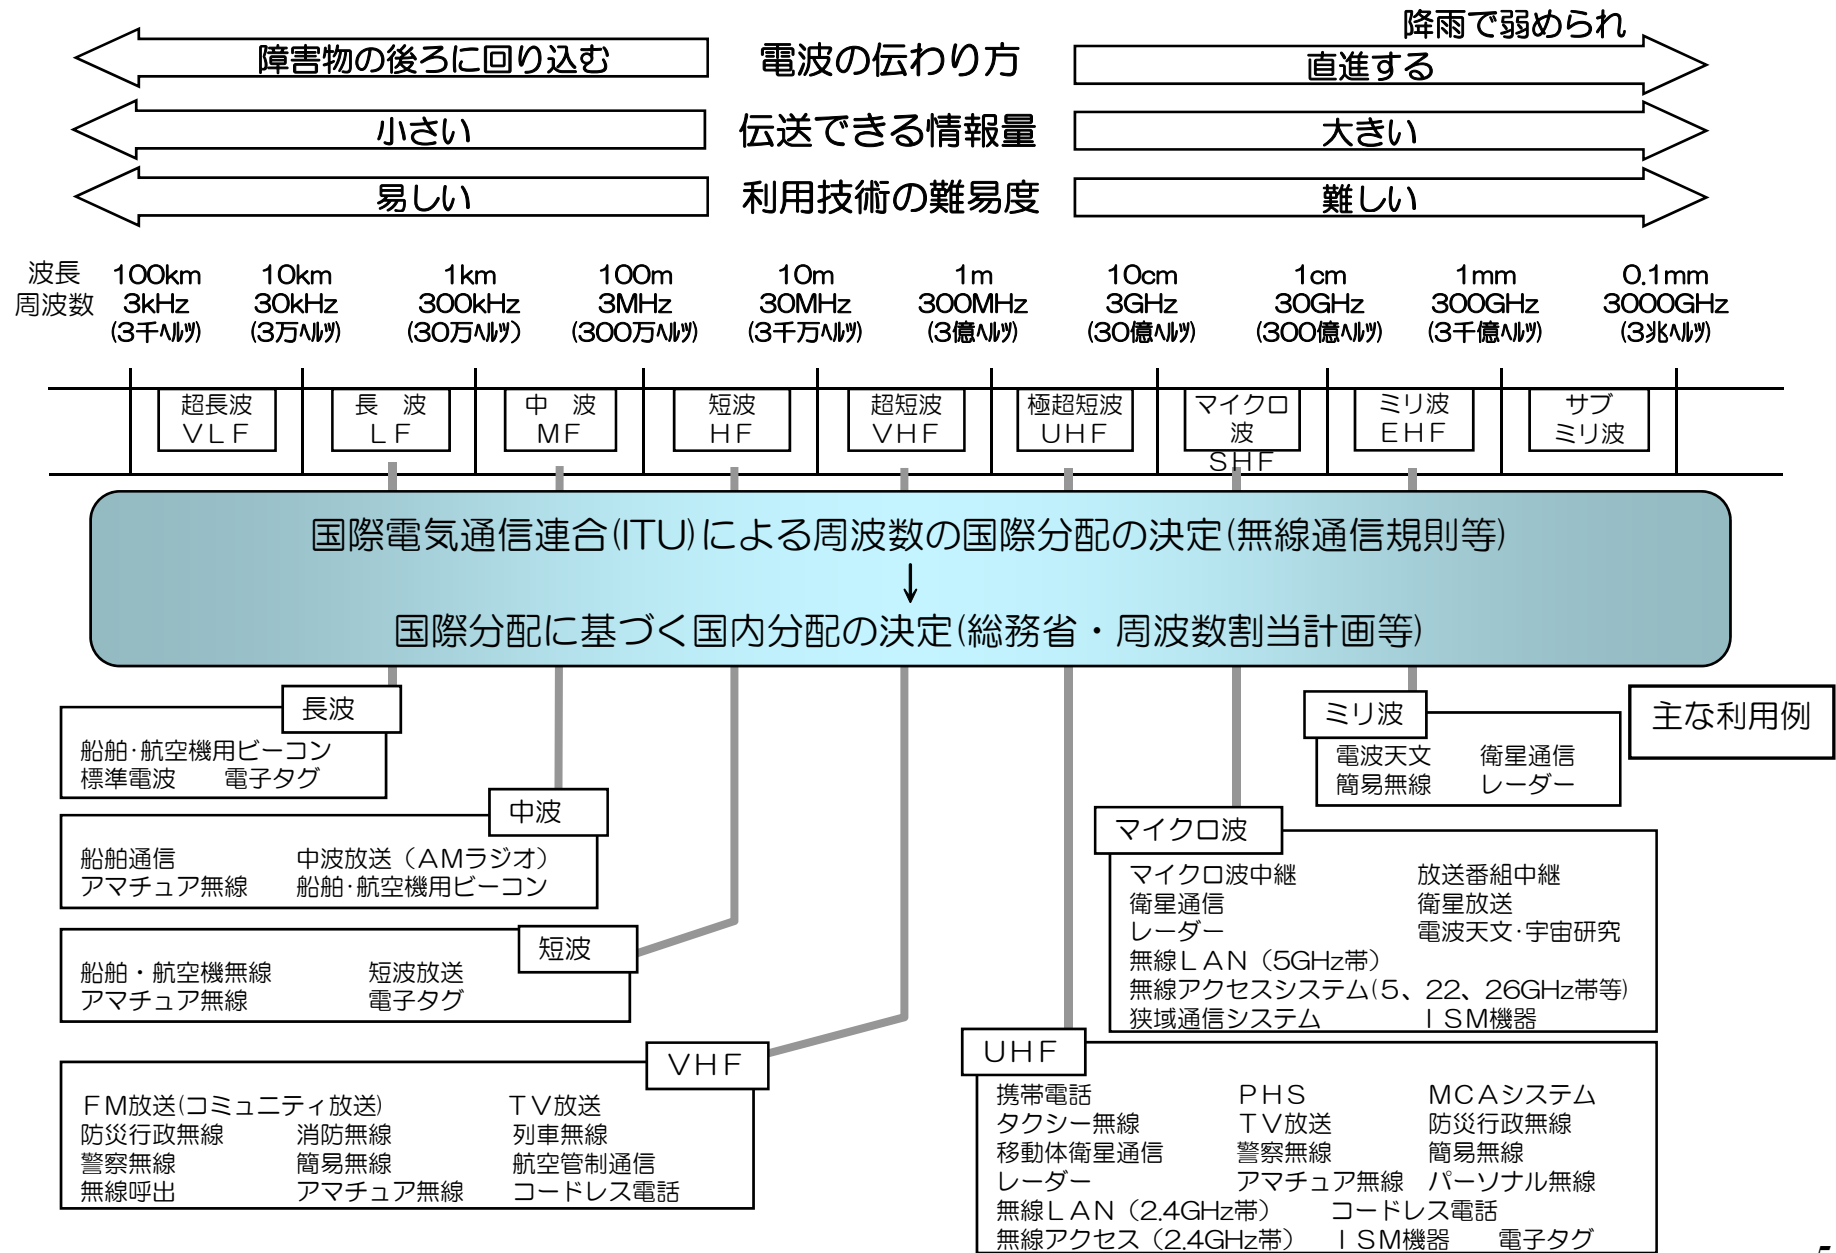 降雨で弱められ
障害物の後ろに回り込む 電波の伝わり方 直進する
小さい 伝送できる情報量 大きい
易しい 利用技術の難易度 難しい
波長 100km 10km 1km 100m 10m 1m 10cm 1cm 1mm 0.1mm
周波数 3kHz 30kHz 300kHz 3MHz 30MHz 300MHz 3GHz 30GHz 300GHz 3000GHz
(3千ヘルツ) (3万ヘルツ) (30万ヘルツ) (300万ヘルツ) (3千万ヘルツ) (3億ヘルツ) (30億ヘルツ) (300億ヘルツ) (3千億ヘルツ) (3兆ヘルツ)
超長波 長 波 中 波 短波 超短波 極超短波 マイクロ ミリ波 サブ
VLF LF MF HF VHF UHF 波 EHF ミリ波
SHF
国際電気通信連合(ITU)による周波数の国際分配の決定(無線通信規則等)
↓
国際分配に基づく国内分配の決定(総務省・周波数割当計画等)
長波
船舶・航空機用ビーコン
標準電波 電子タグ
中波
船舶通信 中波放送（AMラジオ）
アマチュア無線 船舶・航空機用ビーコン
短波
船舶・航空機無線 短波放送
アマチュア無線 電子タグ
VHF
FM放送(コミュニティ放送) TV放送
防災行政無線 消防無線 列車無線
警察無線 簡易無線 航空管制通信
無線呼出 アマチュア無線 コードレス電話
主な利用例
ミリ波
電波天文 衛星通信
簡易無線 レーダー
マイクロ波
マイクロ波中継 放送番組中継
衛星通信 衛星放送
レーダー 電波天文・宇宙研究
無線LAN（5GHz帯）
無線アクセスシステム(5、22、26GHz帯等)
狭域通信システム ISM機器
UHF
携帯電話 PHS MCAシステム
タクシー無線 TV放送 防災行政無線
移動体衛星通信 警察無線 簡易無線
レーダー アマチュア無線 パーソナル無線
無線LAN（2.4GHz帯） コードレス電話
無線アクセス（2.4GHz帯） ISM機器 電子タグ